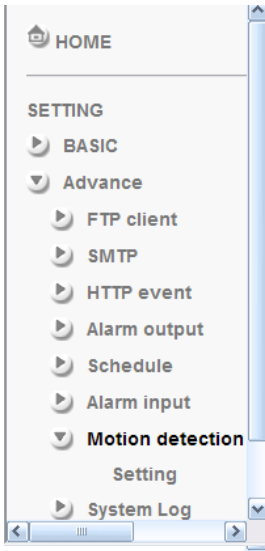 HOME
SETTING
BASIC
Advance
FTP client
SMTP
HTTP event
Alarm output
Schedule
Alarm input
Motion detection
Setting
System Log